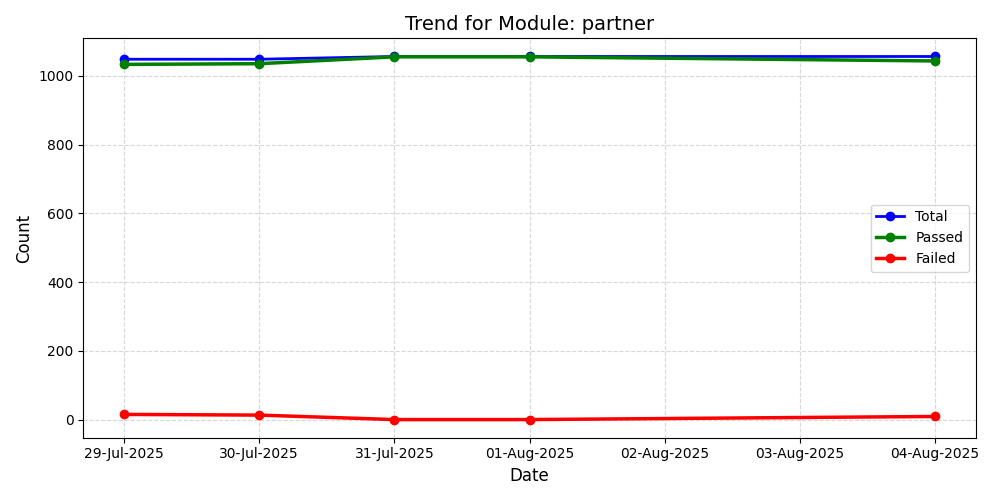 Trend for Module: partner
Count
1000
800
600
400
200
0
Total
Passed
Failed
29-Jul-2025 30-Jul-2025 31-Jul-2025 01-Aug-2025 02-Aug-2025 03-Aug-2025 04-Aug-2025
Date